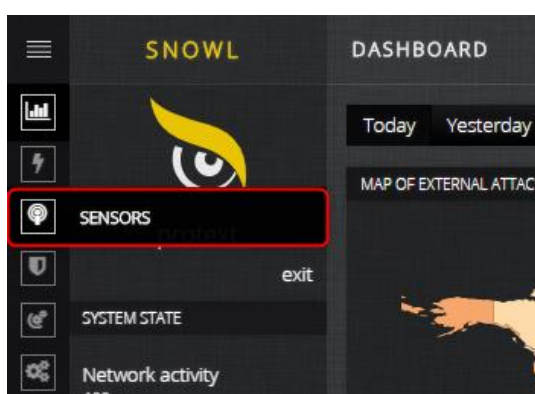 SNOWL
DASHBOARD
Today Yesterday
MAP OF EXTERNAL ATTAC
SENSORS
exit
SYSTEM STATE
Network activity